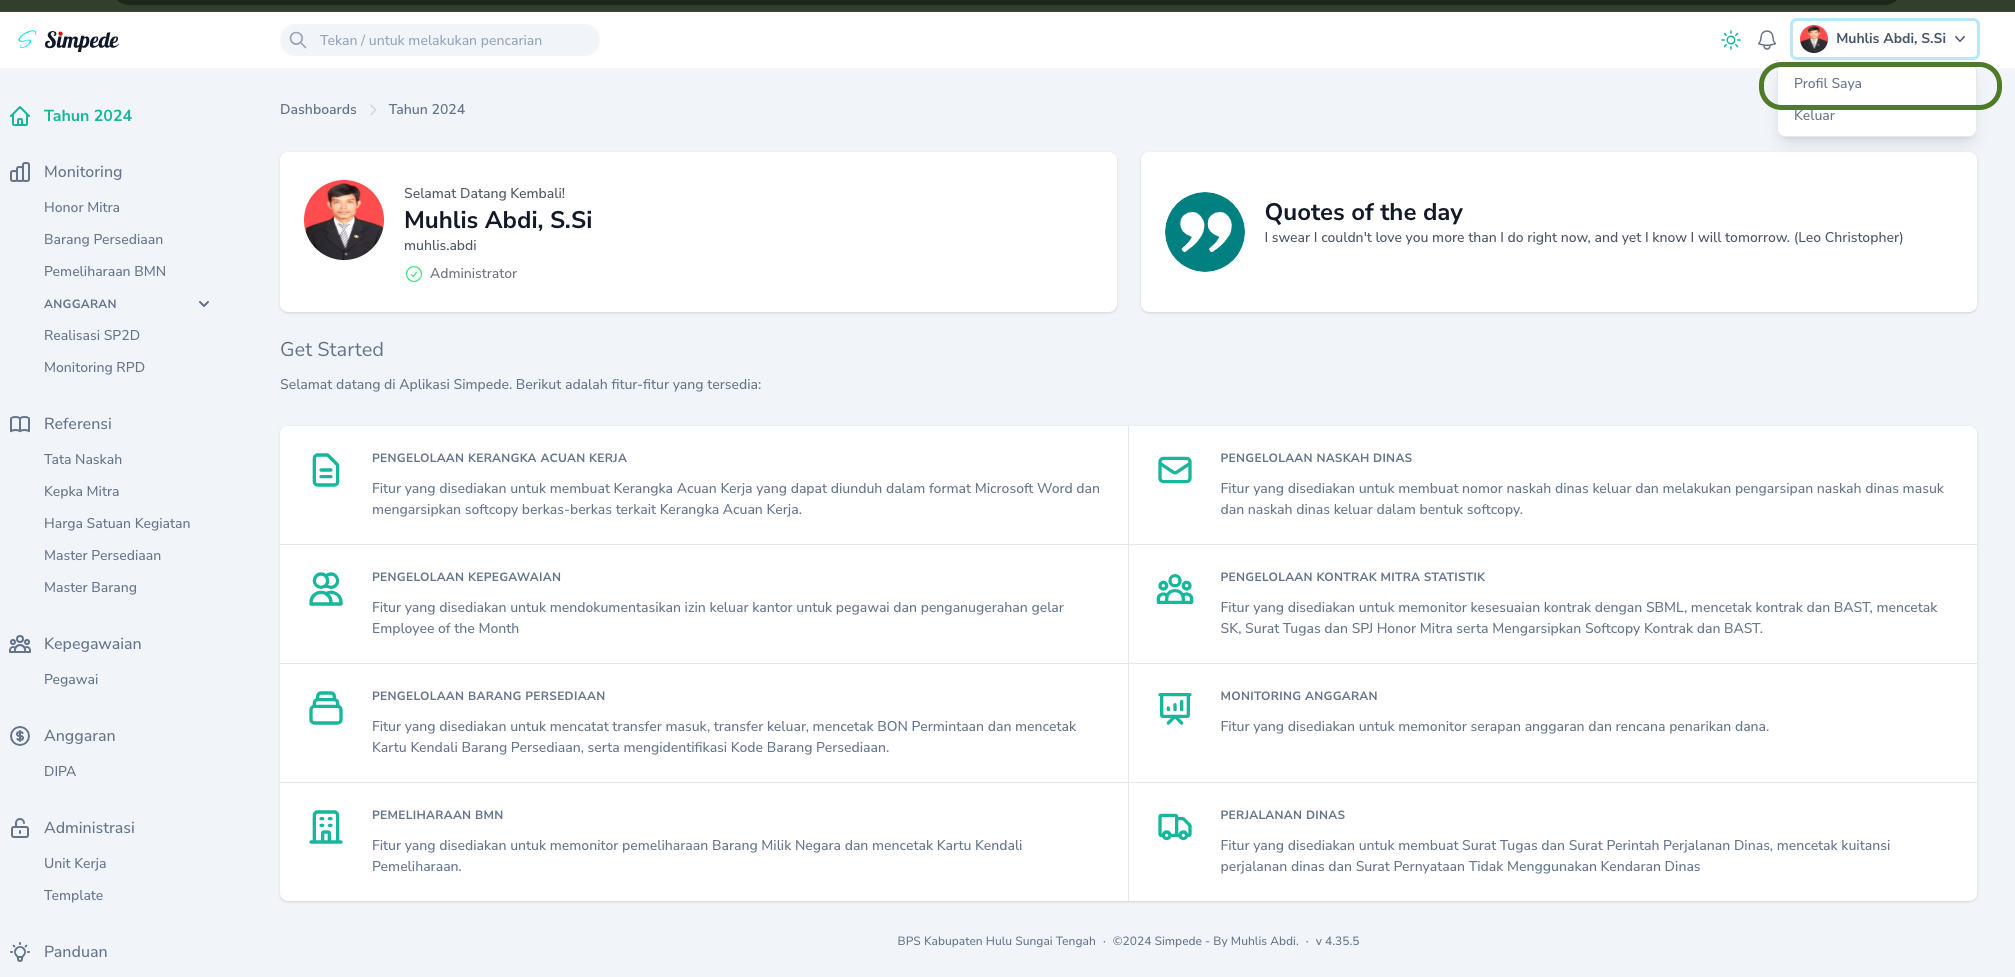 Simpede
Tekan / untuk melakukan pencarian
Muhlis Abdi, S.Si
Profil Saya
Keluar
Tahun 2024
Monitoring
Honor Mitra
Barang Persediaan
Pemeliharaan BMN
ANGGARAN
Realisasi SP2D
Monitoring RPD
Referensi
Tata Naskah
Kepka Mitra
Harga Satuan Kegiatan
Master Persediaan
Master Barang
Kepegawaian
Pegawai
Anggaran
DIPA
Administrasi
Unit Kerja
Template
Panduan
Dashboards
Tahun 2024
Selamat Datang Kembali!
Muhlis Abdi, S.Si
muhlis.abdi
Administrator
Quotes of the day
I swear I couldn't love you more than I do right now, and yet I know I will tomorrow. (Leo Christopher)
Get Started
Selamat datang di Aplikasi Simpede. Berikut adalah fitur-fitur yang tersedia:
PENGELOLAAN KERANGKA ACUAN KERJA
Fitur yang disediakan untuk membuat Kerangka Acuan Kerja yang dapat diunduh dalam format Microsoft Word dan
mengarsipkan softcopy berkas-berkas terkait Kerangka Acuan Kerja.
PENGELOLAAN NASKAH DINAS
Fitur yang disediakan untuk membuat nomor naskah dinas keluar dan melakukan pengarsipan naskah dinas masuk
dan naskah dinas keluar dalam bentuk softcopy.
PENGELOLAAN KEPEGAWAIAN
Fitur yang disediakan untuk mendokumentasikan izin keluar kantor untuk pegawai dan penganugerahan gelar
Employee of the Month
PENGELOLAAN KONTRAK MITRA STATISTIK
Fitur yang disediakan untuk memonitor kesesuaian kontrak dengan SBML, mencetak kontrak dan BAST, mencetak
SK, Surat Tugas dan SPJ Honor Mitra serta Mengarsipkan Softcopy Kontrak dan BAST.
PENGELOLAAN BARANG PERSEDIAAN
Fitur yang disediakan untuk mencatat transfer masuk, transfer keluar, mencetak BON Permintaan dan mencetak
Kartu Kendali Barang Persediaan, serta mengidentifikasi Kode Barang Persediaan.
MONITORING ANGGARAN
Fitur yang disediakan untuk memonitor serapan anggaran dan rencana penarikan dana.
PEMELIHARAAN BMN
Fitur yang disediakan untuk memonitor pemeliharaan Barang Milik Negara dan mencetak Kartu Kendali
Pemeliharaan.
PERJALANAN DINAS
Fitur yang disediakan untuk membuat Surat Tugas dan Surat Perintah Perjalanan Dinas, mencetak kuitansi
perjalanan dinas dan Surat Pernyataan Tidak Menggunakan Kendaran Dinas
BPS Kabupaten Hulu Sungai Tengah · ©2024 Simpede - By Muhlis Abdi. · v 4.35.5